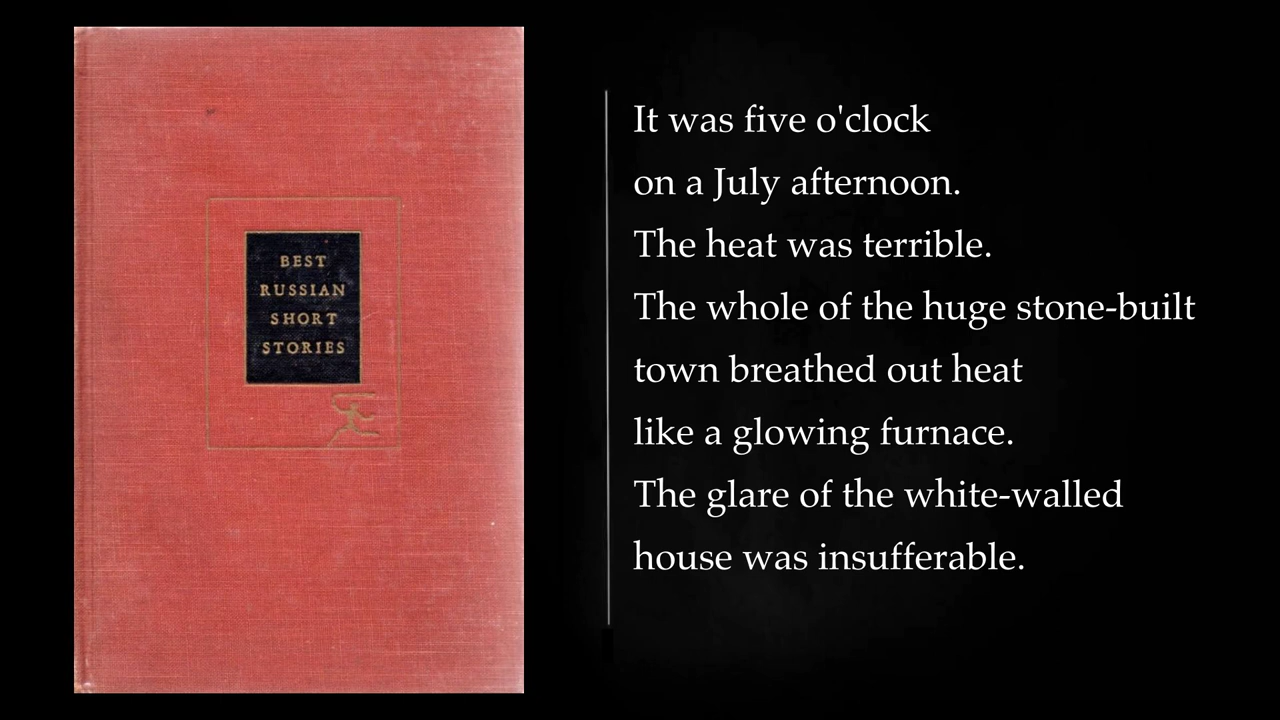 BEST
RUSSIAN
SHORT
STORIES
It was five o'clock
on a July afternoon.
The heat was terrible.
The whole of the huge stone-built
town breathed out heat
like a glowing furnace.
The glare of the white-walled
house was insufferable.